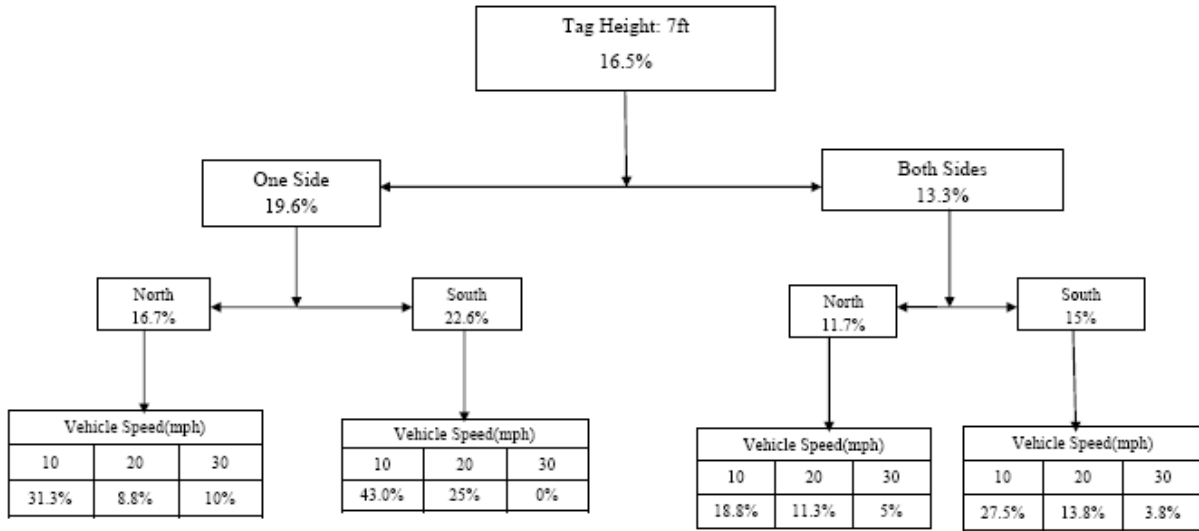 Tag Height: 7ft
16.5%
One Side
19.6%
Both Sides
13.3%
North
16.7%
South
22.6%
North
11.7%
South
15%
Vehicle Speed(mph)
10 20 30
31.3% 8.8% 10%
Vehicle Speed(mph)
10 20 30
43.0% 25% 0%
Vehicle Speed(mph)
10 20 30
18.8% 11.3% 5%
Vehicle Speed(mph)
10 20 30
27.5% 13.8% 3.8%